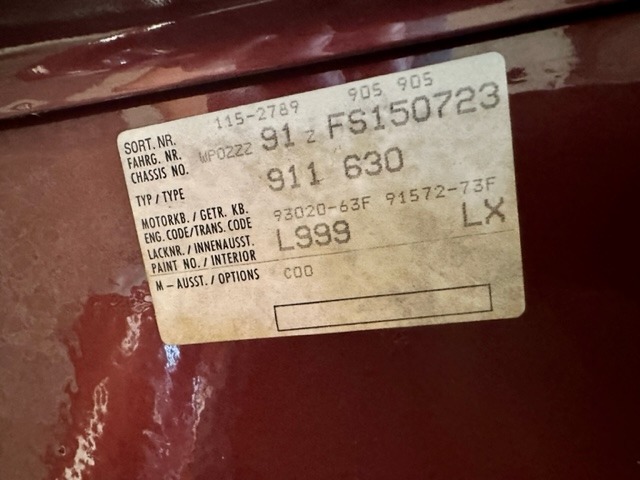 SORT. NR. 115-2789 905 905
FAHRG. NR.
CHASSIS NO. WPOZZZ 91 Z FS150723
TYP / TYPE 911 630
MOTORKB. / GETR. KB.
ENG. CODE/TRANS. CODE 93020-63F 91572-73F
LACKNR. / INNENAUSST.
PAINT NO. / INTERIOR L999 LX
M – AUSST. / OPTIONS C00